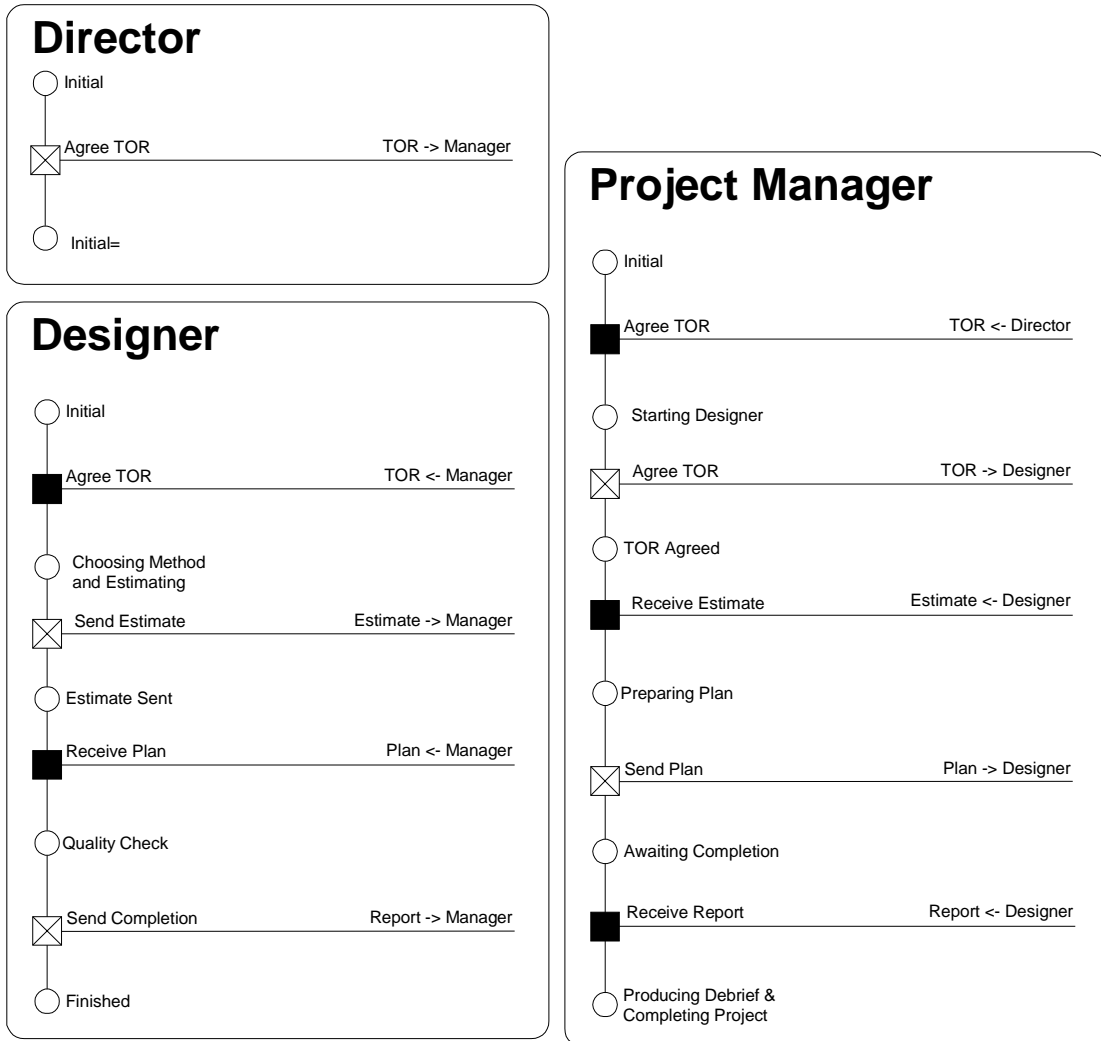 Director
Initial
Agree TOR TOR -> Manager
Initial=
Designer
Initial
Agree TOR TOR <- Manager
Choosing Method
and Estimating
Send Estimate Estimate -> Manager
Estimate Sent
Receive Plan Plan <- Manager
Quality Check
Send Completion Report -> Manager
Finished
Project Manager
Initial
Agree TOR TOR <- Director
Starting Designer
Agree TOR TOR -> Designer
TOR Agreed
Receive Estimate Estimate <- Designer
Preparing Plan
Send Plan Plan -> Designer
Awaiting Completion
Receive Report Report <- Designer
Producing Debrief &
Completing Project